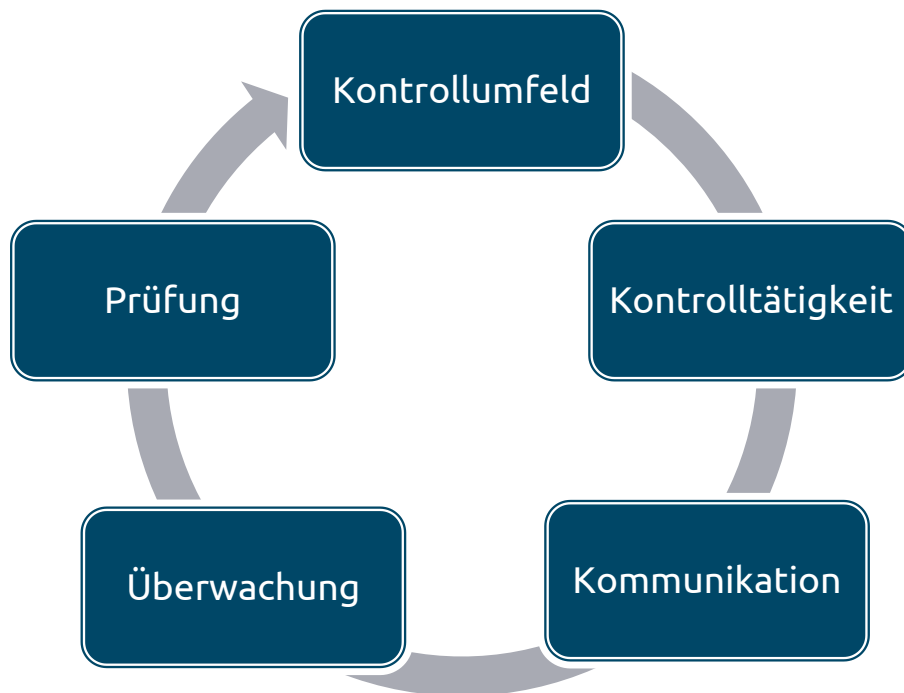 Kontrollumfeld
Kontrolltätigkeit
Kommunikation
Überwachung
Prüfung